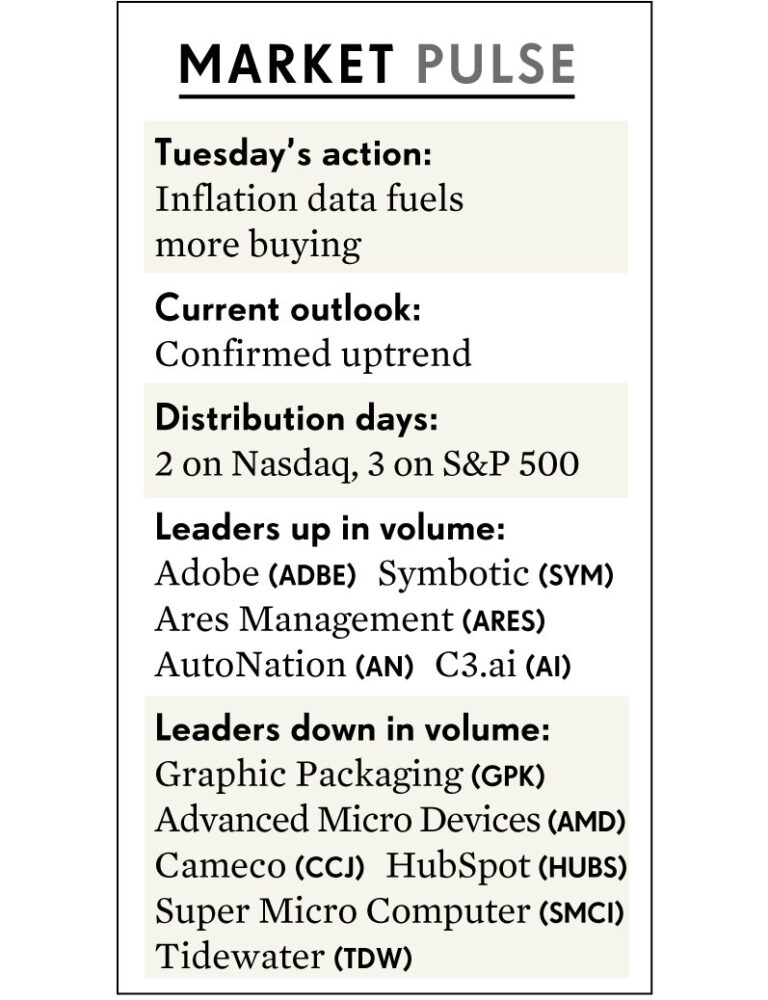 MARKET PULSE
Tuesday’s action:
Inflation data fuels
more buying
Current outlook:
Confirmed uptrend
Distribution days:
2 on Nasdaq, 3 on S&P 500
Leaders up in volume:
Adobe (ADBE) Symbotic (SYM)
Ares Management (ARES)
AutoNation (AN) C3.ai (AI)
Leaders down in volume:
Graphic Packaging (GPK)
Advanced Micro Devices (AMD)
Cameco (CCJ) HubSpot (HUBS)
Super Micro Computer (SMCI)
Tidewater (TDW)